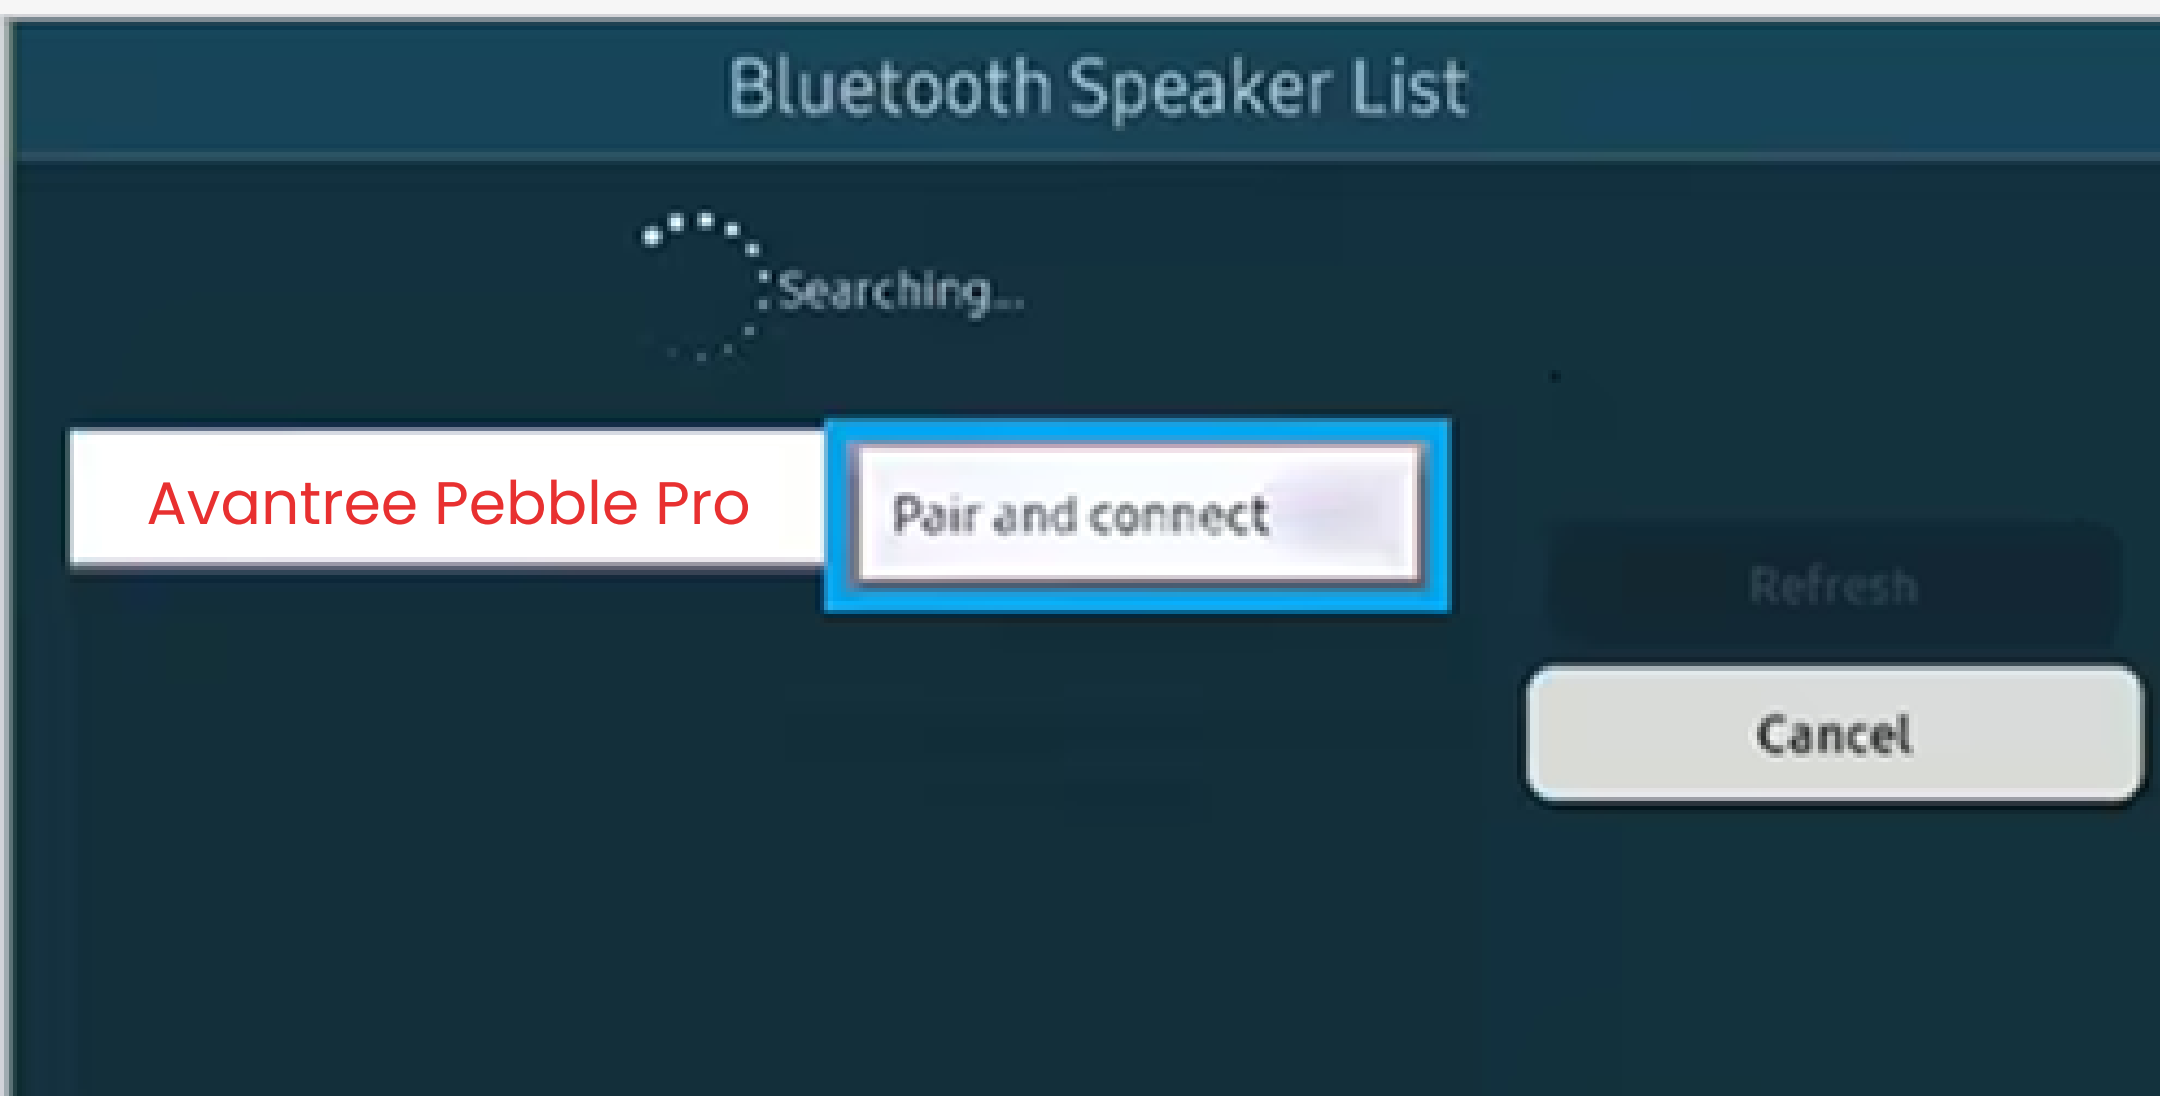 Bluetooth Speaker List
Searching...
Avantree Pebble Pro
Pair and connect
Refresh
Cancel